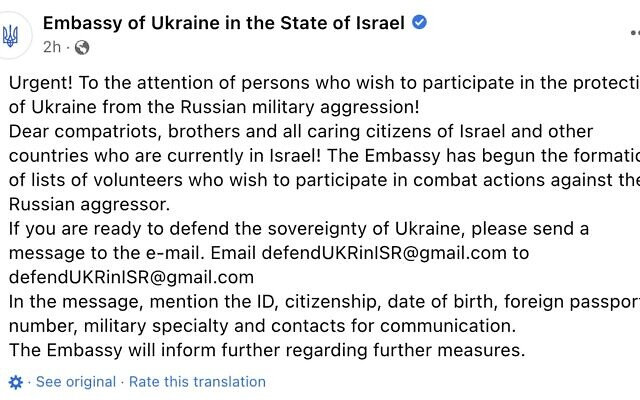 Embassy of Ukraine in the State of Israel
2h ·
Urgent! To the attention of persons who wish to participate in the protecti
of Ukraine from the Russian military aggression!
Dear compatriots, brothers and all caring citizens of Israel and other
countries who are currently in Israel! The Embassy has begun the formatio
of lists of volunteers who wish to participate in combat actions against the
Russian aggressor.
If you are ready to defend the sovereignty of Ukraine, please send a
message to the e-mail. Email defendUKRinISR@gmail.com to
defendUKRinISR@gmail.com
In the message, mention the ID, citizenship, date of birth, foreign passport
number, military specialty and contacts for communication.
The Embassy will inform further regarding further measures.
· See original · Rate this translation